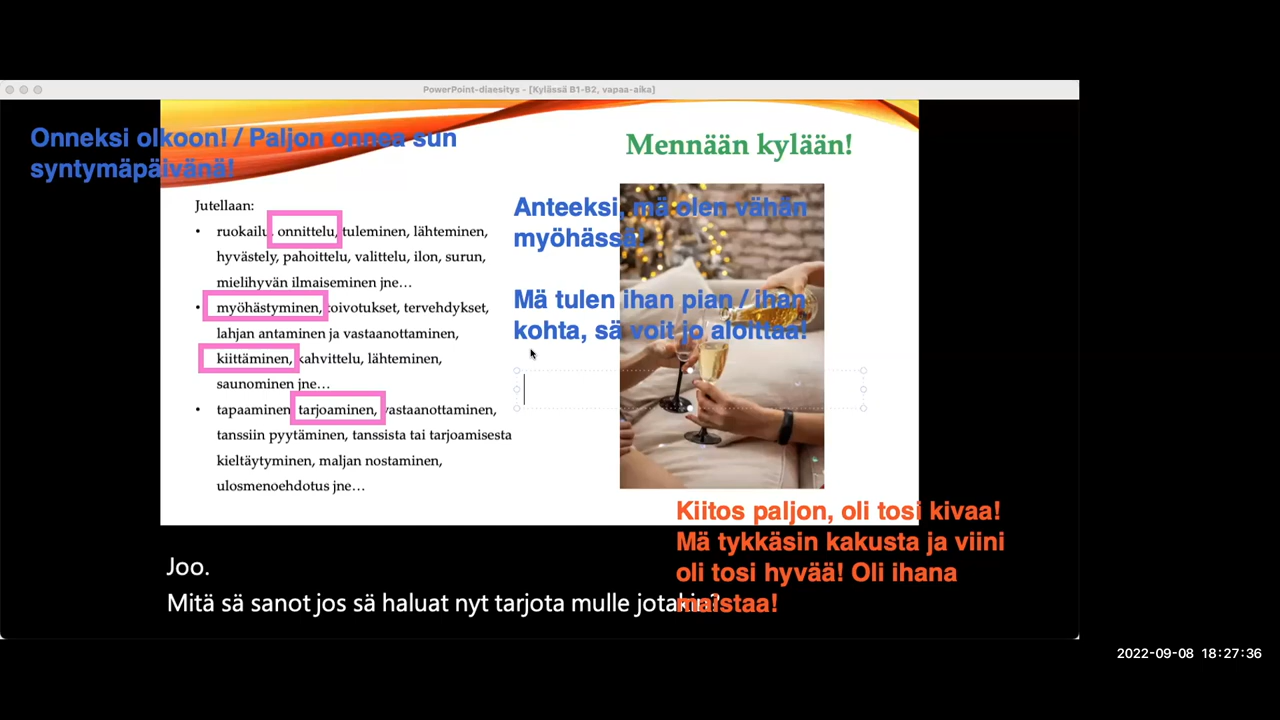 PowerPoint-diaesitys - [Kylässä B1-B2, vapaa-aika]
Onneksi olkoon! / Paljon onnea sun
syntymäpäivänä!
Mennään kylään!
Jutellaan:
• ruokailu, onnittelu, tuleminen, lähteminen,
hyvästely, pahoittelu, valittelu, ilon, surun,
mielihyvän ilmaiseminen jne…
• myöhästyminen, toivotukset, tervehdykset,
lahjan antaminen ja vastaanottaminen,
kiittäminen, kahvittelu, lähteminen,
saunominen jne…
• tapaaminen, tarjoaminen, vastaanottaminen,
tanssiin pyytäminen, tanssista tai tarjoamisesta
kieltäytyminen, maljan nostaminen,
ulosmenoehdotus jne…
Anteeksi, mä olen vähän
myöhässä!
Mä tulen ihan pian / ihan
kohta, sä voit jo aloittaa!
Kiitos paljon, oli tosi kivaa!
Mä tykkäsin kakusta ja viini
oli tosi hyvää! Oli ihana
maistaa!
Joo.
Mitä sä sanot jos sä haluat nyt tarjota mulle jotakin?
2022-09-08 18:27:36